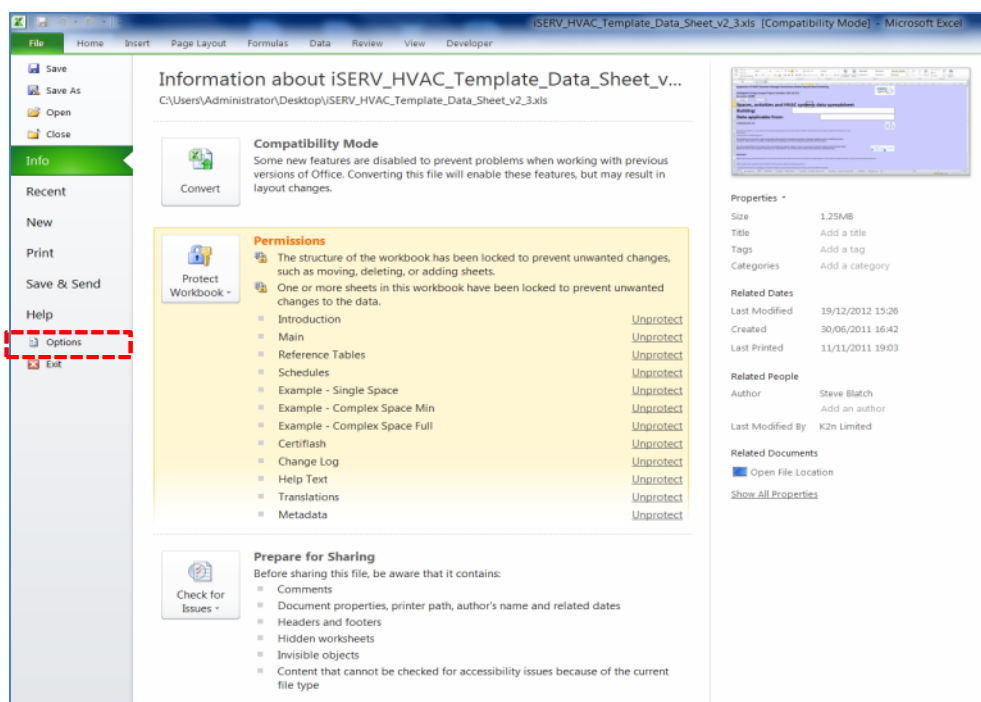 iSERV_HVAC_Template_Data_Sheet_v2_3.xls [Compatibility Mode] - Microsoft Excel
File Home Insert Page Layout Formulas Data Review View Developer
Save
Save As
Open
Close
Info
Recent
New
Print
Save & Send
Help
Options
Exit
Information about iSERV_HVAC_Template_Data_Sheet_v...
C:\Users\Administrator\Desktop\iSERV_HVAC_Template_Data_Sheet_v2_3.xls
Convert
Compatibility Mode
Some new features are disabled to prevent problems when working with previous
versions of Office. Converting this file will enable these features, but may result in
layout changes.
Protect
Workbook
Permissions
The structure of the workbook has been locked to prevent unwanted changes,
such as moving, deleting, or adding sheets.
One or more sheets in this workbook have been locked to prevent unwanted
changes to the data.
Introduction Unprotect
Main Unprotect
Reference Tables Unprotect
Schedules Unprotect
Example - Single Space Unprotect
Example - Complex Space Min Unprotect
Example - Complex Space Full Unprotect
Certiflash Unprotect
Change Log Unprotect
Help Text Unprotect
Translations Unprotect
Metadata Unprotect
Check for
Issues
Prepare for Sharing
Before sharing this file, be aware that it contains:
Comments
Document properties, printer path, author's name and related dates
Headers and footers
Hidden worksheets
Invisible objects
Content that cannot be checked for accessibility issues because of the current
file type
Spaces, activities and HVAC systems data spreadsheet
Building:
Date applicable from:
Properties
Size 1.25MB
Title Add a title
Tags Add a tag
Categories Add a category
Related Dates
Last Modified 19/12/2012 15:26
Created 30/06/2011 16:42
Last Printed 11/11/2011 19:03
Related People
Author Steve Blatch
Add an author
Last Modified By K2n Limited
Related Documents
Open File Location
Show All Properties